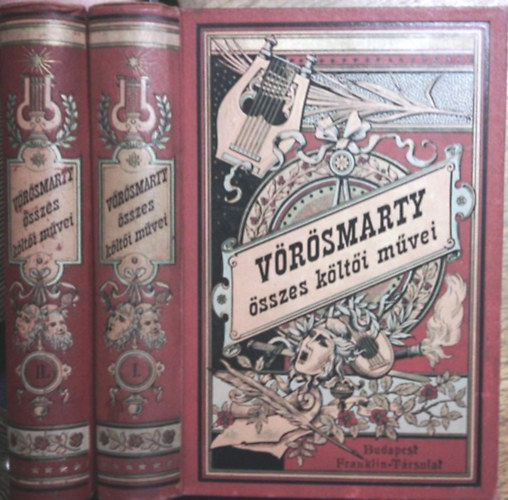 VÖRÖSMARTY
összes
költői művei
II.
VÖRÖSMARTY
összes
költői művei
I.
VÖRÖSMARTY
összes költői művei
Budapest
Franklin-Társulat